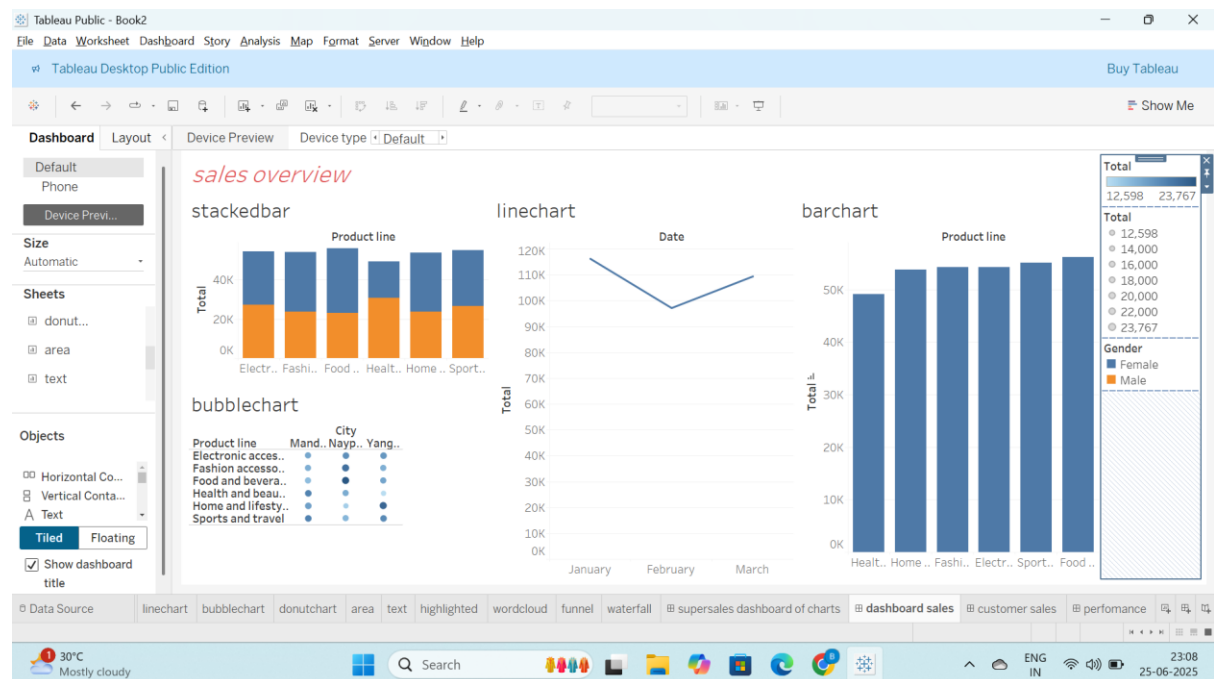 Tableau Public - Book2
File Data Worksheet Dashboard Story Analysis Map Format Server Window Help
Tableau Desktop Public Edition
Buy Tableau
Show Me
Dashboard Layout
Device Preview Device type Default
Default
Phone
Device Previ...
Size
Automatic
Sheets
donut...
area
text
Objects
Horizontal Co...
Vertical Conta...
A Text
Tiled Floating
Show dashboard
title
sales overview
stackedbar
Product line
Total
40K
20K
0K
Electr.. Fashi.. Food .. Healt.. Home .. Sport..
bubblechart
City
Product line Mand.. Nayp.. Yang..
Electronic acces..
Fashion accesso..
Food and bevera..
Health and beau..
Home and lifesty..
Sports and travel
linechart
Date
Total
120K
110K
100K
90K
80K
70K
60K
50K
40K
30K
20K
10K
0K
January February March
barchart
Product line
Total
50K
40K
30K
20K
10K
0K
Healt.. Home .. Fashi.. Electr.. Sport.. Food ..
Total
12,598 23,767
Total
12,598
14,000
16,000
18,000
20,000
22,000
23,767
Gender
Female
Male
Data Source linechart bubblechart donutchart area text highlighted wordcloud funnel waterfall supersales dashboard of charts dashboard sales customer sales perfomance
1
30°C
Mostly cloudy
Search
B
ENG
IN
23:08
25-06-2025